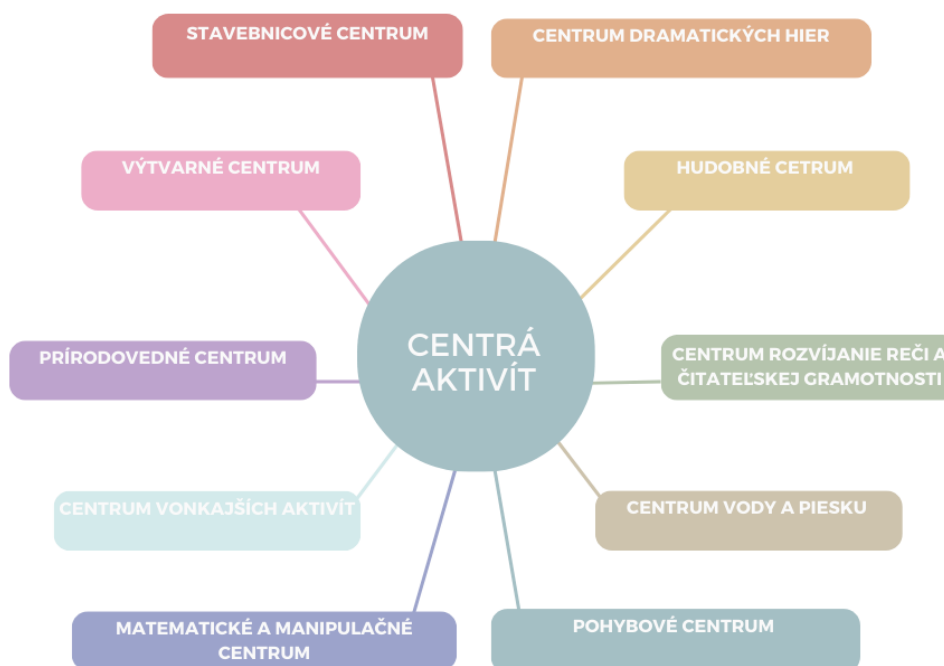 STAVEBNICOVÉ CENTRUM
CENTRUM DRAMATICKÝCH HIER
VÝTVARNÉ CENTRUM
HUDOBNÉ CETRUM
CENTRÁ
AKTIVÍT
PRÍRODOVEDNÉ CENTRUM
CENTRUM ROZVÍJANIE REČI A
ČITATEĽSKEJ GRAMOTNOSTI
CENTRUM VONKAJŠÍCH AKTIVÍT
CENTRUM VODY A PIESKU
MATEMATICKÉ A MANIPULAČNÉ
CENTRUM
POHYBOVÉ CENTRUM